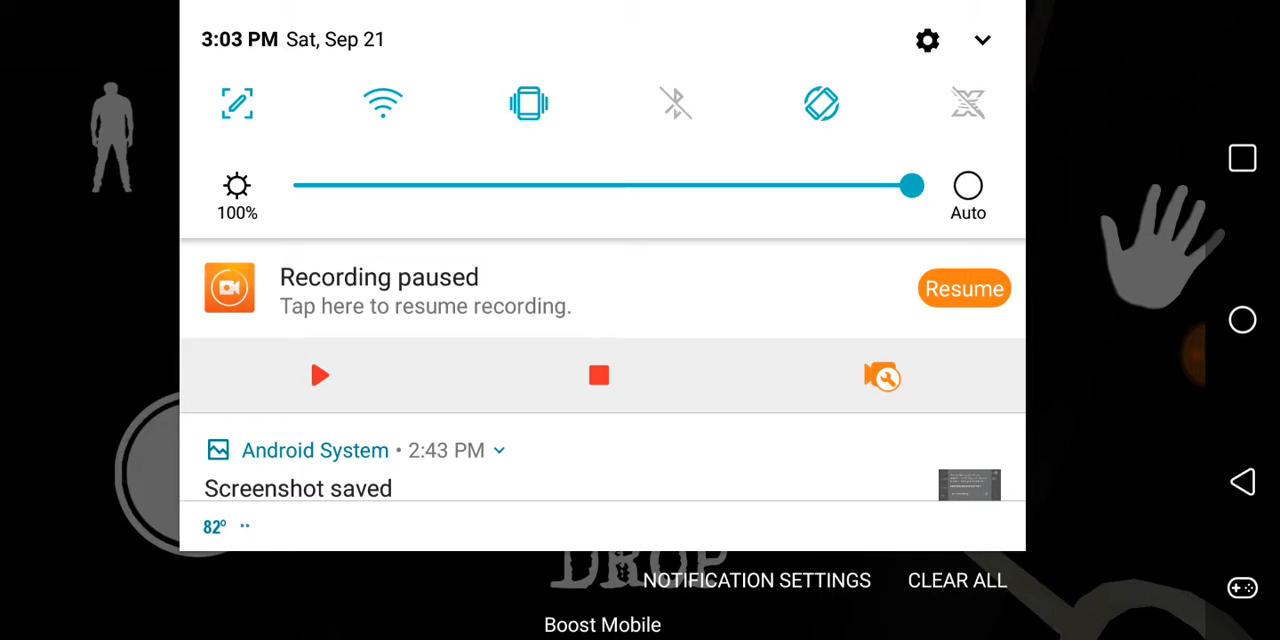 3:03 PM Sat, Sep 21
100%
Auto
Recording paused
Tap here to resume recording.
Resume
Android System • 2:43 PM
Screenshot saved
82°
DROP
NOTIFICATION SETTINGS CLEAR ALL
Boost Mobile